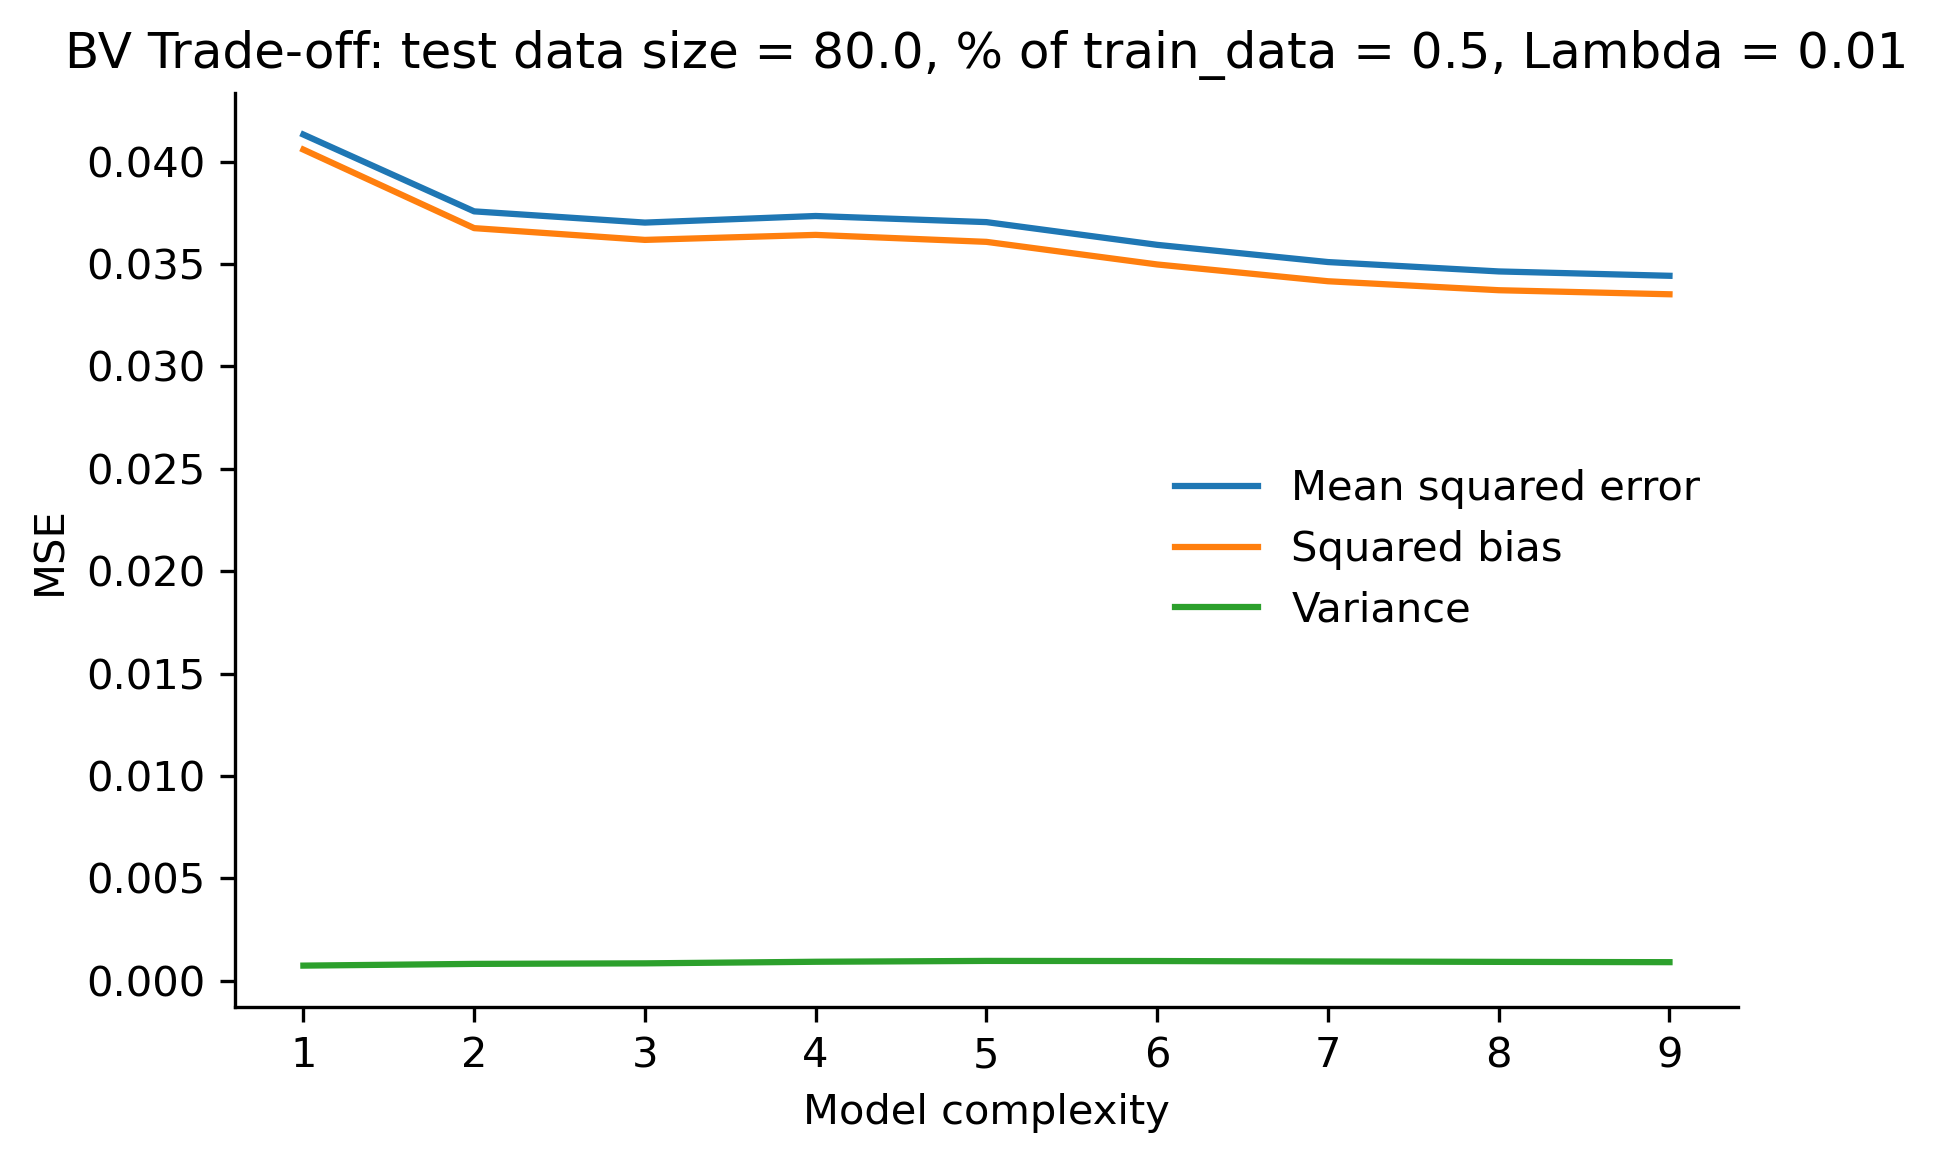 BV Trade-off: test data size = 80.0, % of train_data = 0.5, Lambda = 0.01
0.040
0.035
0.030
0.025
0.020
0.015
0.010
0.005
0.000
MSE
Mean squared error
Squared bias
Variance
1 2 3 4 5 6 7 8 9
Model complexity